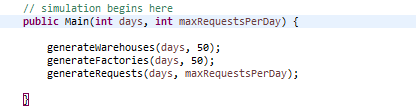 // simulation begins here
public Main(int days, int maxRequestsPerDay) {
generateWarehouses(days, 50);
generateFactories(days, 50);
generateRequests(days, maxRequestsPerDay);
}